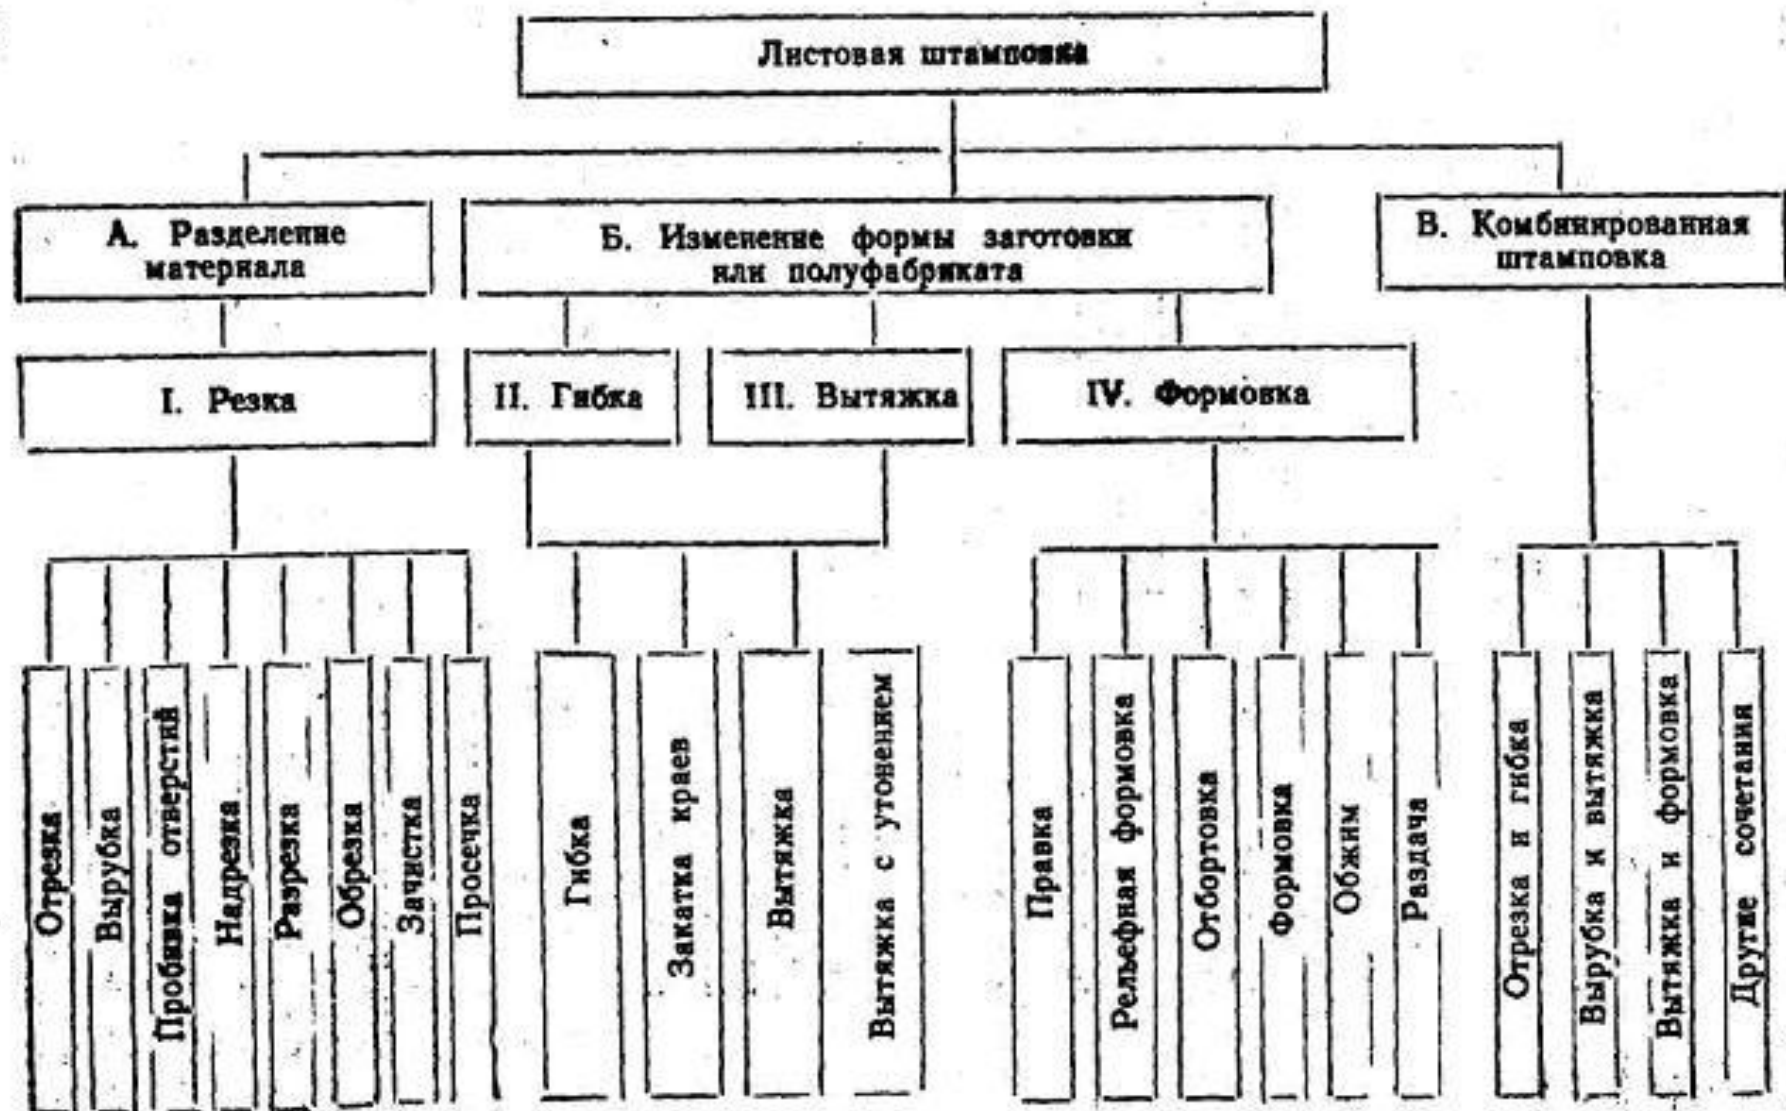 Листовая штамповка
А. Разделение
материала
Б. Изменение формы заготовки
или полуфабриката
В. Комбинированная
штамповка
I. Резка
II. Гибка
III. Вытяжка
IV. Формовка
Отрезка
Вырубка
Пробивка отверстий
Надрезка
Разрезка
Обрезка
Зачистка
Просечка
Гибка
Закатка краев
Вытяжка
Вытяжка с утонением
Правка
Рельефная формовка
Отбортовка
Формовка
Обжим
Раздача
Отрезка и гибка
Вырубка и вытяжка
Вытяжка и формовка
Другие сочетания